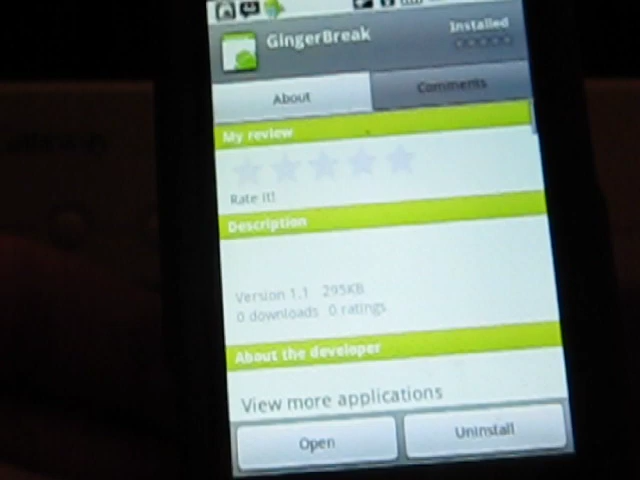 GingerBreak
Installed
About
Comments
My review
Rate it!
Description
Version 1.1 295KB
0 downloads 0 ratings
About the developer
View more applications
Open
Uninstall